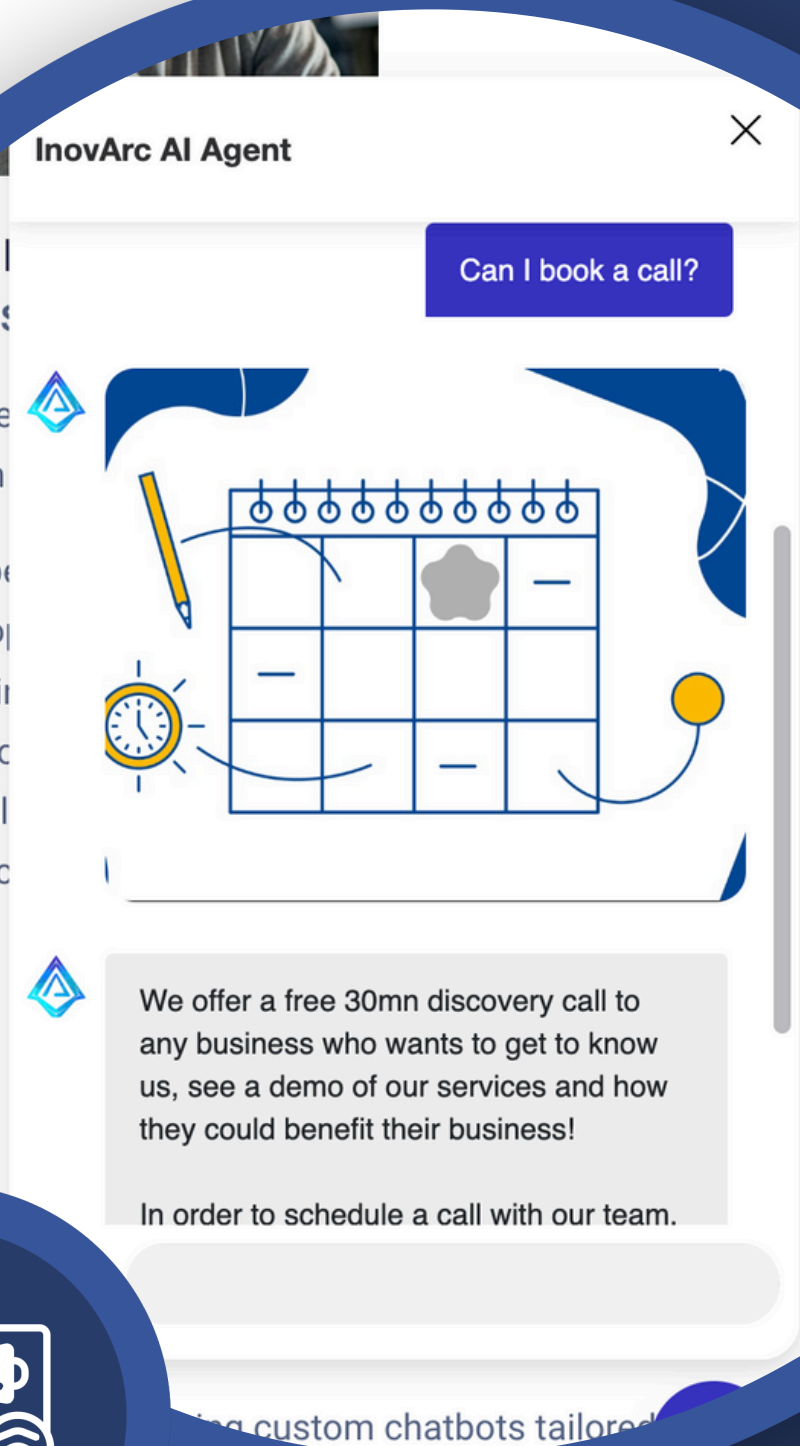 InovArc AI Agent
Can I book a call?
We offer a free 30mn discovery call to
any business who wants to get to know
us, see a demo of our services and how
they could benefit their business!
In order to schedule a call with our team,
custom chatbots tailored